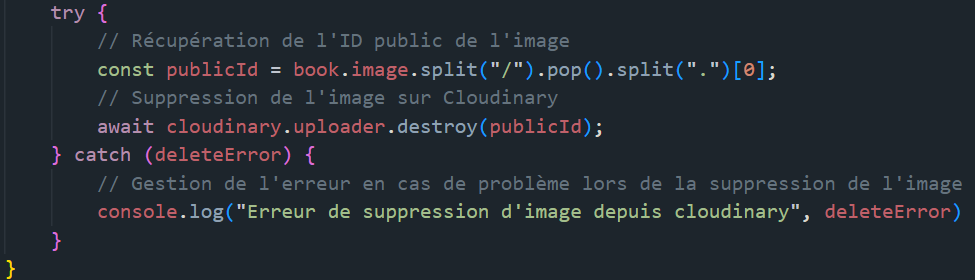 try {
// Récupération de l'ID public de l'image
const publicId = book.image.split("/").pop().split(".")[0];
// Suppression de l'image sur Cloudinary
await cloudinary.uploader.destroy(publicId);
} catch (deleteError) {
// Gestion de l'erreur en cas de problème lors de la suppression de l'image
console.log("Erreur de suppression d'image depuis cloudinary", deleteError)
}
}